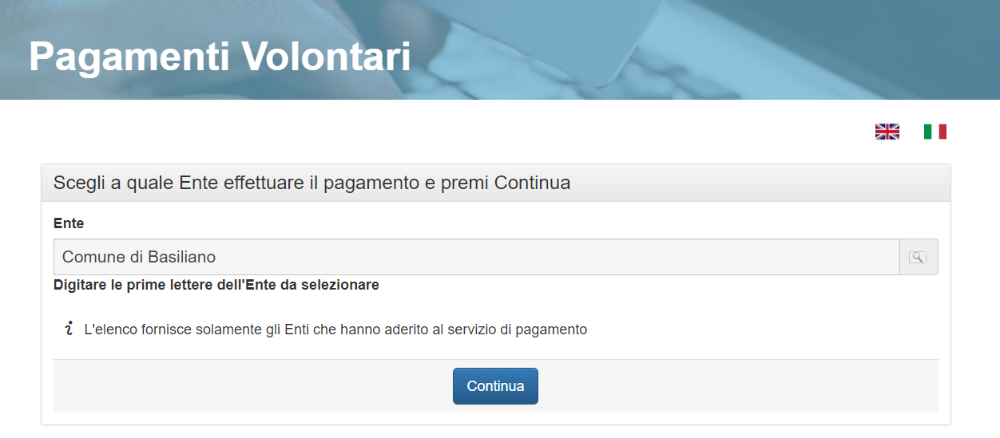 Pagamenti Volontari
Scegli a quale Ente effettuare il pagamento e premi Continua
Ente
Comune di Basiliano
Digitare le prime lettere dell'Ente da selezionare
i L'elenco fornisce solamente gli Enti che hanno aderito al servizio di pagamento
Continua